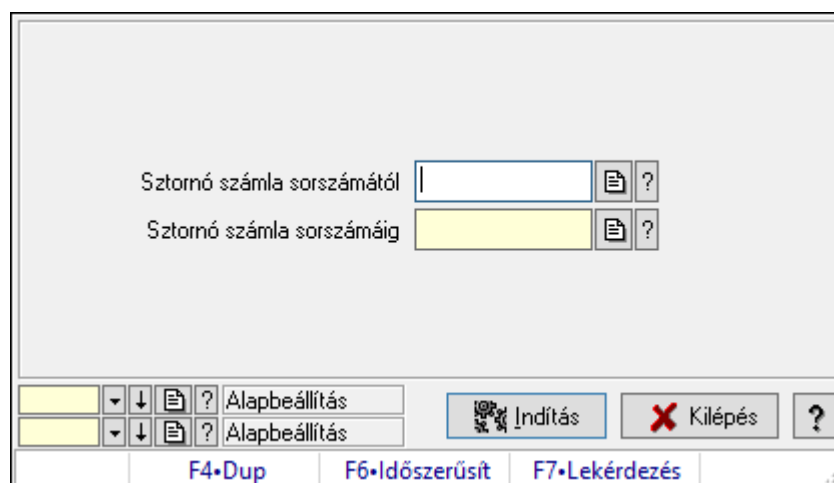 Sztornó számla sorszámától ?
Sztornó számla sorszámáig ?
? Alapbeállítás
? Alapbeállítás
Indítás Kilépés ?
F4•Dup F6•Időszerűsít F7•Lekérdezés